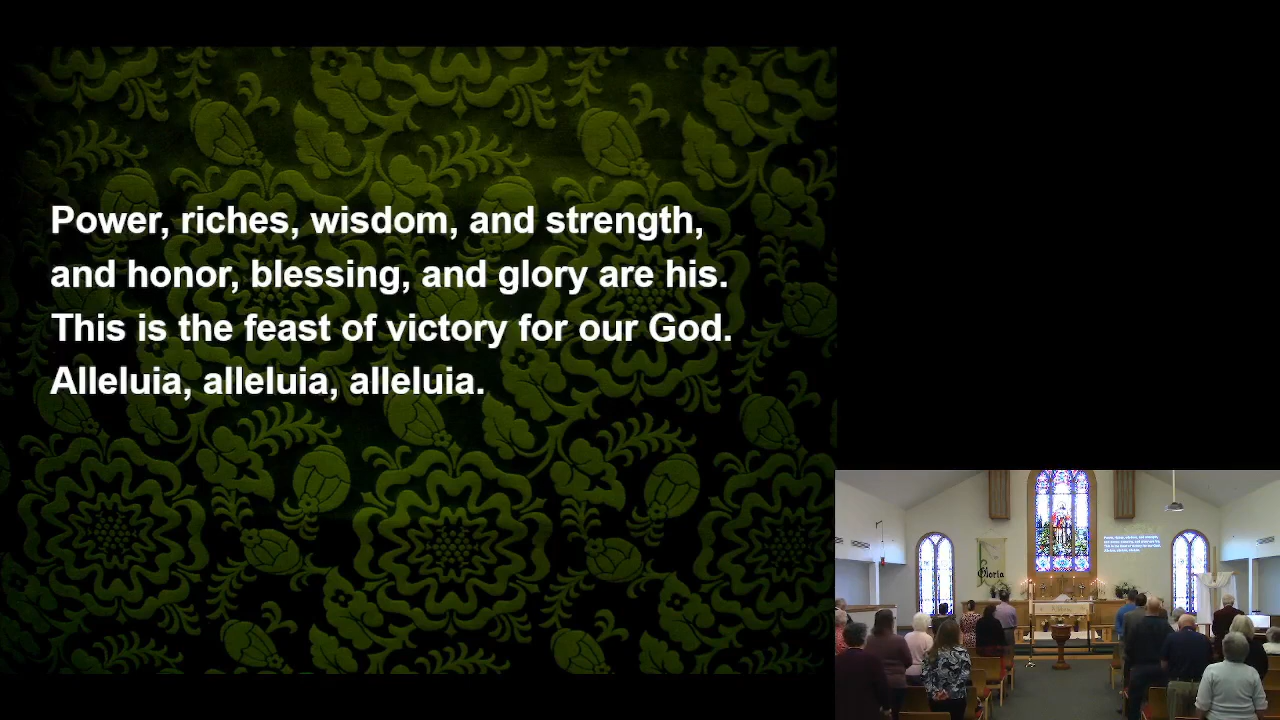 Power, riches, wisdom, and strength,
and honor, blessing, and glory are his.
This is the feast of victory for our God.
Alleluia, alleluia, alleluia.
Gloria